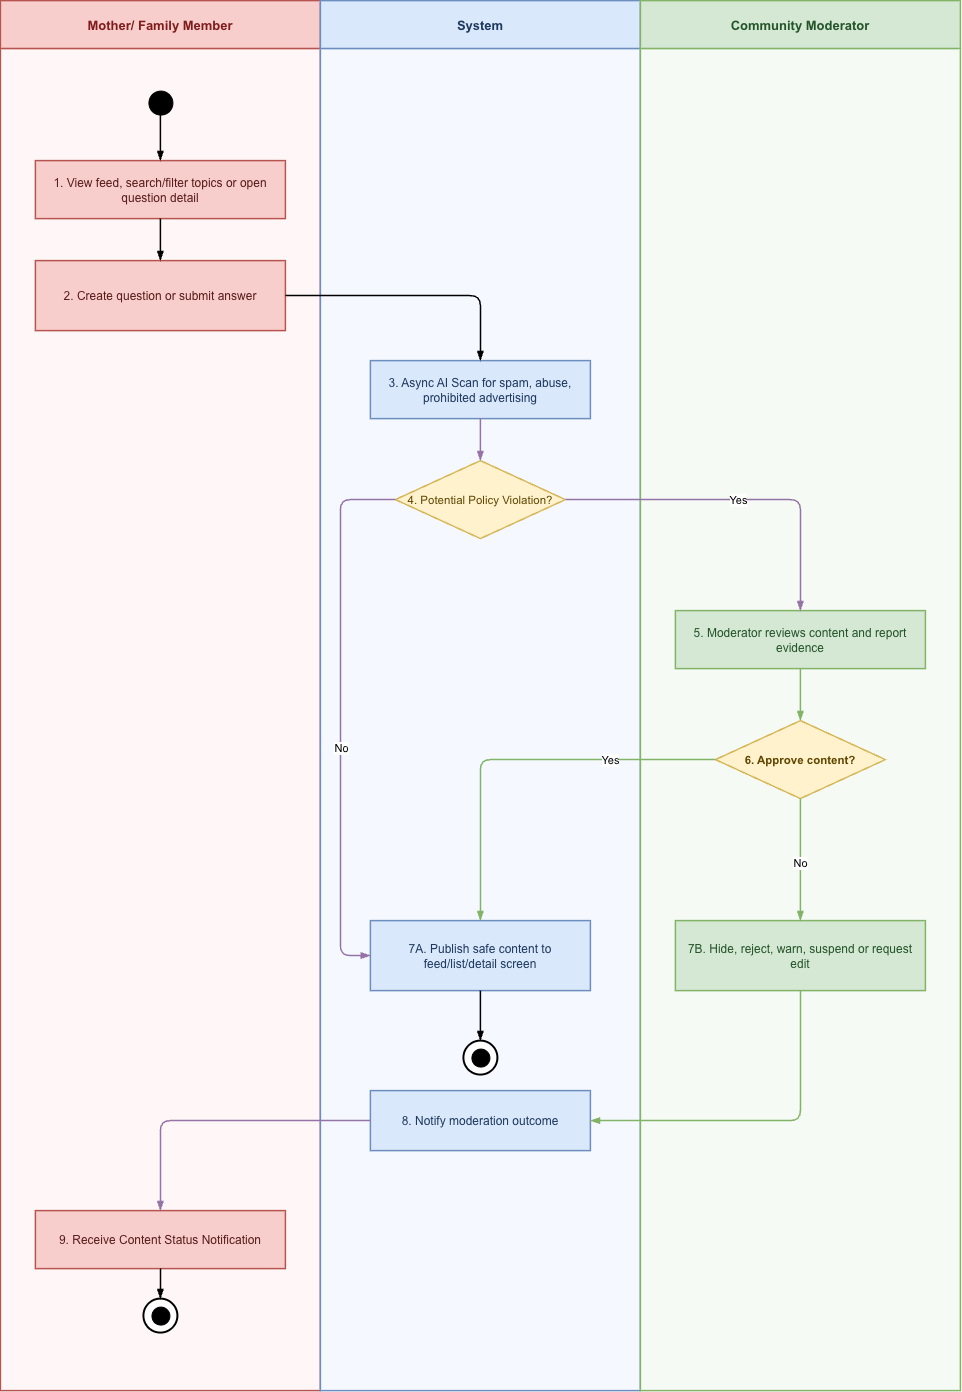 Mother/ Family Member
System
Community Moderator
1. View feed, search/filter topics or open
question detail
2. Create question or submit answer
3. Async AI Scan for spam, abuse,
prohibited advertising
4. Potential Policy Violation?
Yes
5. Moderator reviews content and report
evidence
No
Yes
6. Approve content?
No
7A. Publish safe content to
feed/list/detail screen
7B. Hide, reject, warn, suspend or request
edit
8. Notify moderation outcome
9. Receive Content Status Notification